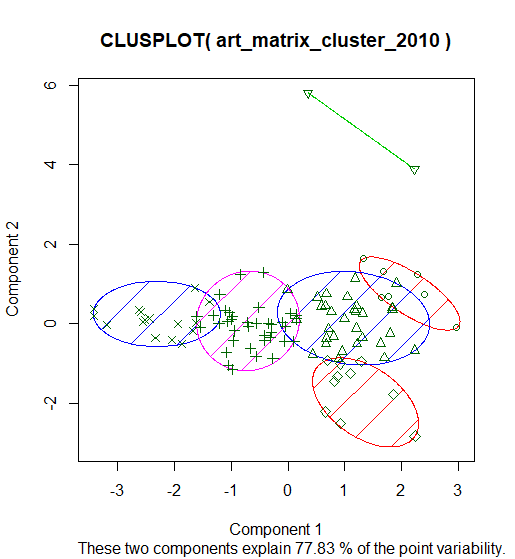 CLUSPLOT( art_matrix_cluster_2010 )
6
4
2
0
-2
Component 2
-3 -2 -1 0 1 2 3
Component 1
These two components explain 77.83 % of the point variability.